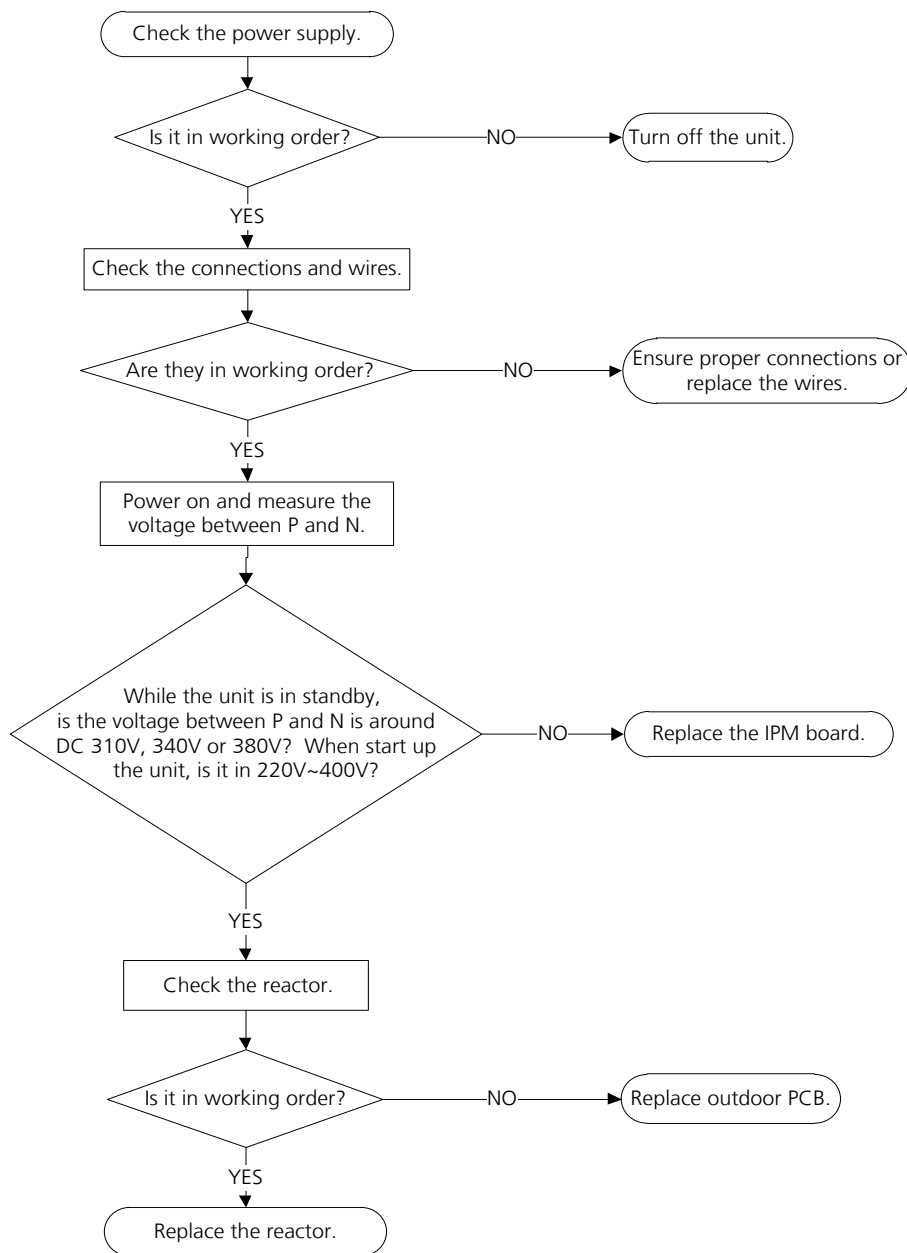 Check the power supply.
Is it in working order?
NO
Turn off the unit.
YES
Check the connections and wires.
Are they in working order?
NO
Ensure proper connections or
replace the wires.
YES
Power on and measure the
voltage between P and N.
While the unit is in standby,
is the voltage between P and N is around
DC 310V, 340V or 380V? When start up
the unit, is it in 220V~400V?
NO
Replace the IPM board.
YES
Check the reactor.
Is it in working order?
NO
Replace outdoor PCB.
YES
Replace the reactor.